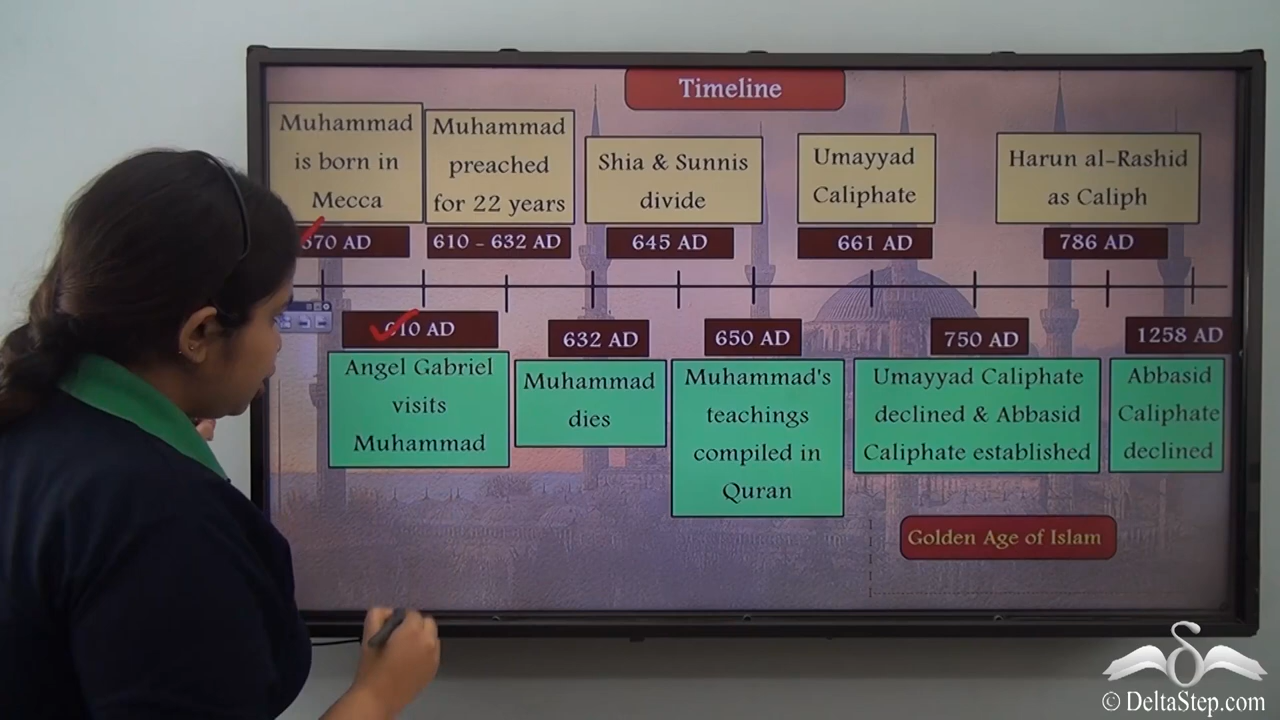 Timeline
Muhammad
is born in
Mecca
570 AD
Muhammad
preached
for 22 years
610 - 632 AD
Shia & Sunnis
divide
645 AD
Umayyad
Caliphate
661 AD
Harun al-Rashid
as Caliph
786 AD
610 AD
Angel Gabriel
visits
Muhammad
632 AD
Muhammad
dies
650 AD
Muhammad's
teachings
compiled in
Quran
750 AD
Umayyad Caliphate
declined & Abbasid
Caliphate established
1258 AD
Abbasid
Caliphate
declined
Golden Age of Islam
© DeltaStep.com